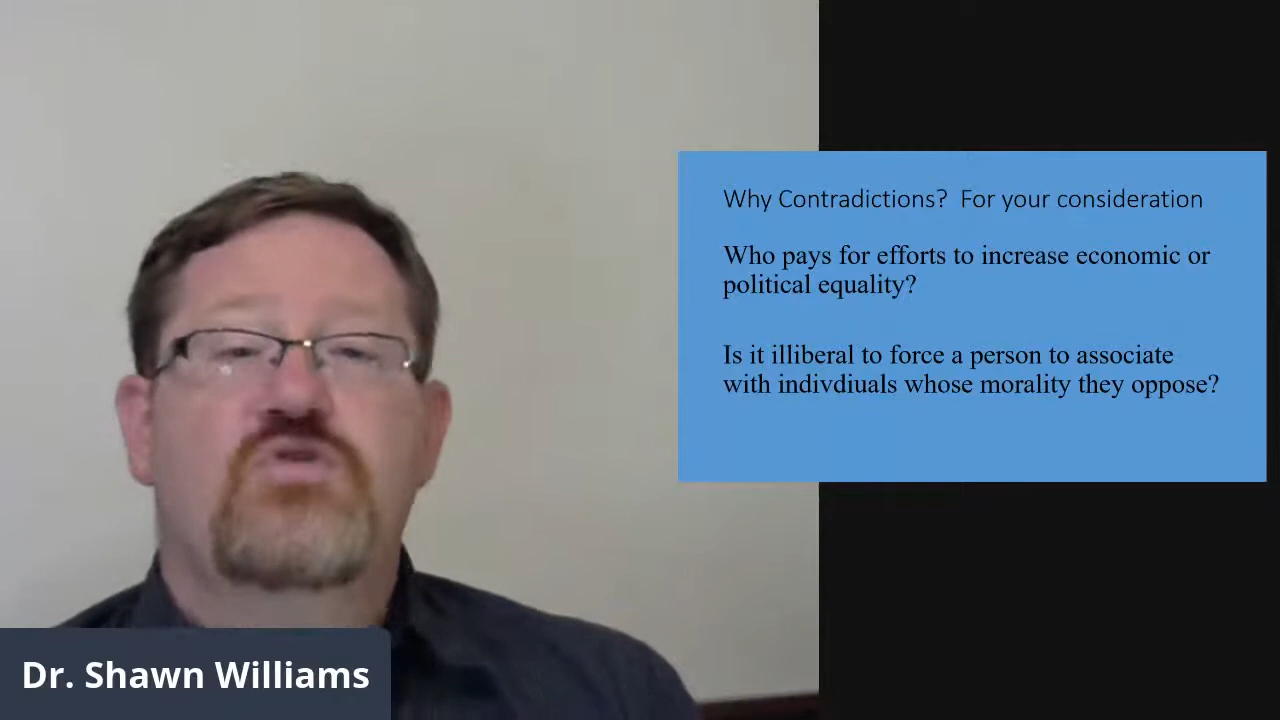 Why Contradictions?  For your consideration
Who pays for efforts to increase economic or
political equality?
Is it illiberal to force a person to associate
with indivdiuals whose morality they oppose?
Dr. Shawn Williams